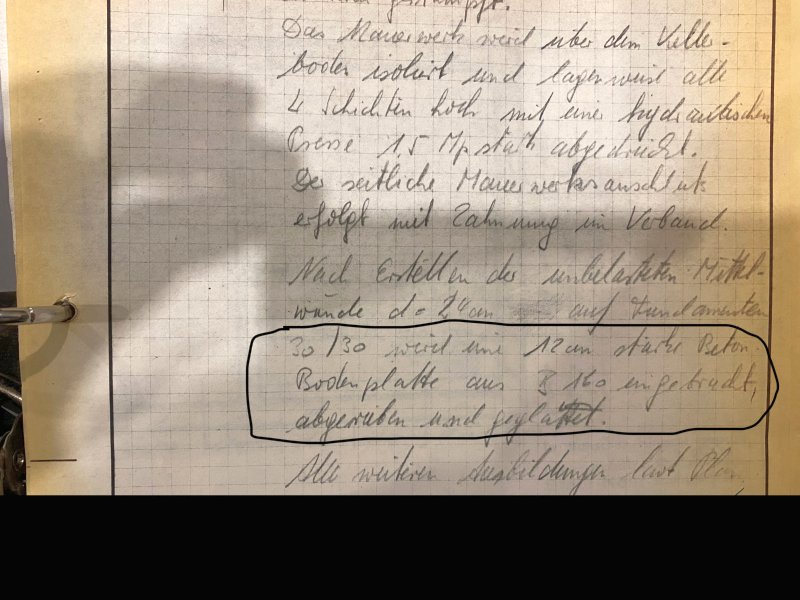 Das Mauerwerk wird über dem Keller-
boden isoliert und lagenweise alle
4 Schichten hoch mit einer hydraulischen
Presse 1,5 Mp stark abgedrückt.
Der seitliche Mauerwerksanschluß
erfolgt mit Zahnung im Verband.
Nach Erstellen der unbelasteten Mittel-
wände d= 24 cm auf Fundamenten
30/30 wird eine 12 cm starke Beton-
Bodenplatte aus B 160 eingebracht,
abgerieben und geglättet.
Alle weiteren Ausbildungen laut Plan